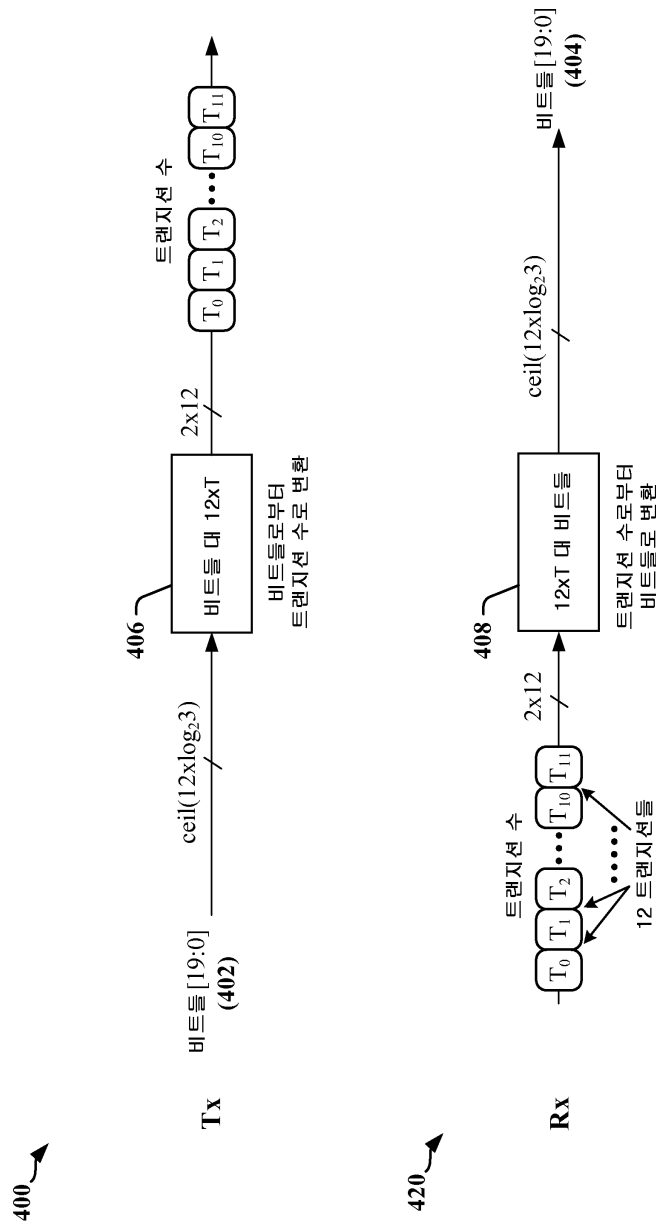 400
Tx
비트들 [19:0]
(402)
ceil(12xlog₂3)
406
비트들 대 12xT
비트들로부터
트랜지션 수로 변환
2x12
트랜지션 수
T₀ T₁ T₂ •••• T₁₀ T₁₁
420
Rx
트랜지션 수
T₀ T₁ T₂ •••• T₁₀ T₁₁
12 트랜지션들
2x12
408
12xT 대 비트들
트랜지션 수로부터
비트들로 변환
ceil(12xlog₂3)
비트들 [19:0]
(404)